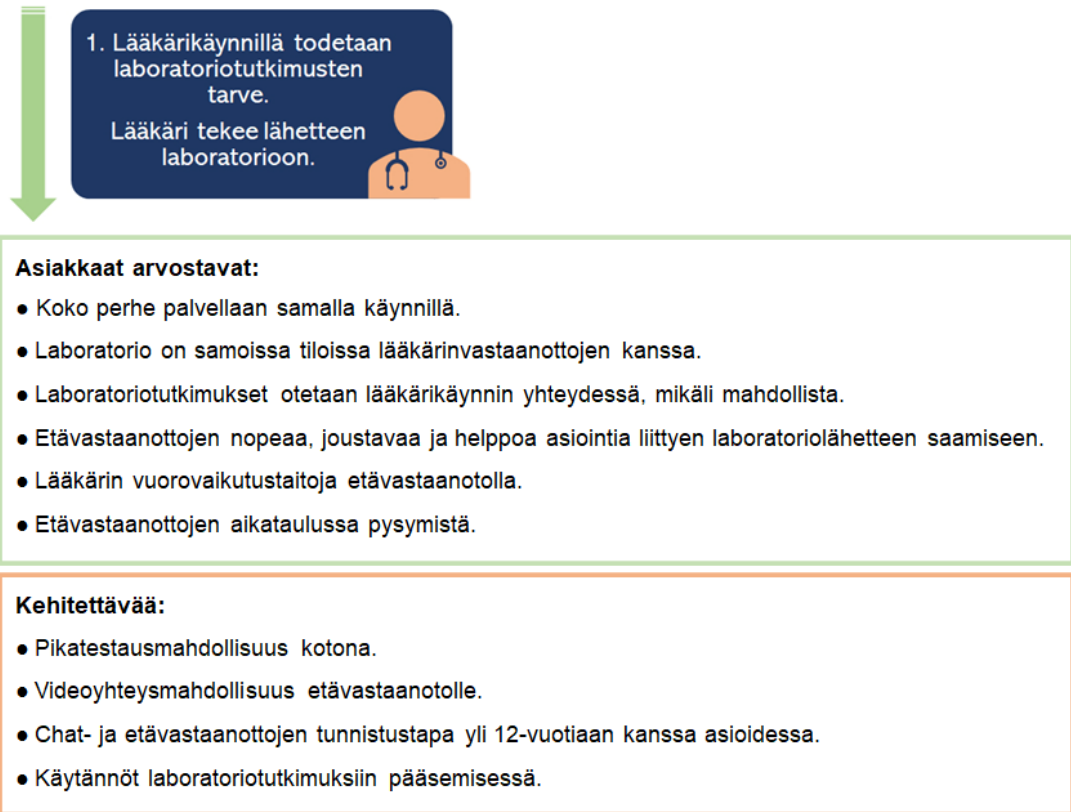 1. Lääkärikäynnillä todetaan
laboratoriotutkimusten
tarve.
Lääkäri tekee lähetteen
laboratorioon.
Asiakkaat arvostavat:
● Koko perhe palvellaan samalla käynnillä.
● Laboratorio on samoissa tiloissa lääkärinvastaanottojen kanssa.
● Laboratoriotutkimukset otetaan lääkärikäynnin yhteydessä, mikäli mahdollista.
● Etävastaanottojen nopeaa, joustavaa ja helppoa asiointia liittyen laboratoriolähetteen saamiseen.
● Lääkärin vuorovaikutustaitoja etävastaanotolla.
● Etävastaanottojen aikataulussa pysymistä.
Kehitettävää:
● Pikatestausmahdollisuus kotona.
● Videoyhteysmahdollisuus etävastaanotolle.
● Chat- ja etävastaanottojen tunnistustapa yli 12-vuotiaan kanssa asioidessa.
● Käytännöt laboratoriotutkimuksiin pääsemisessä.